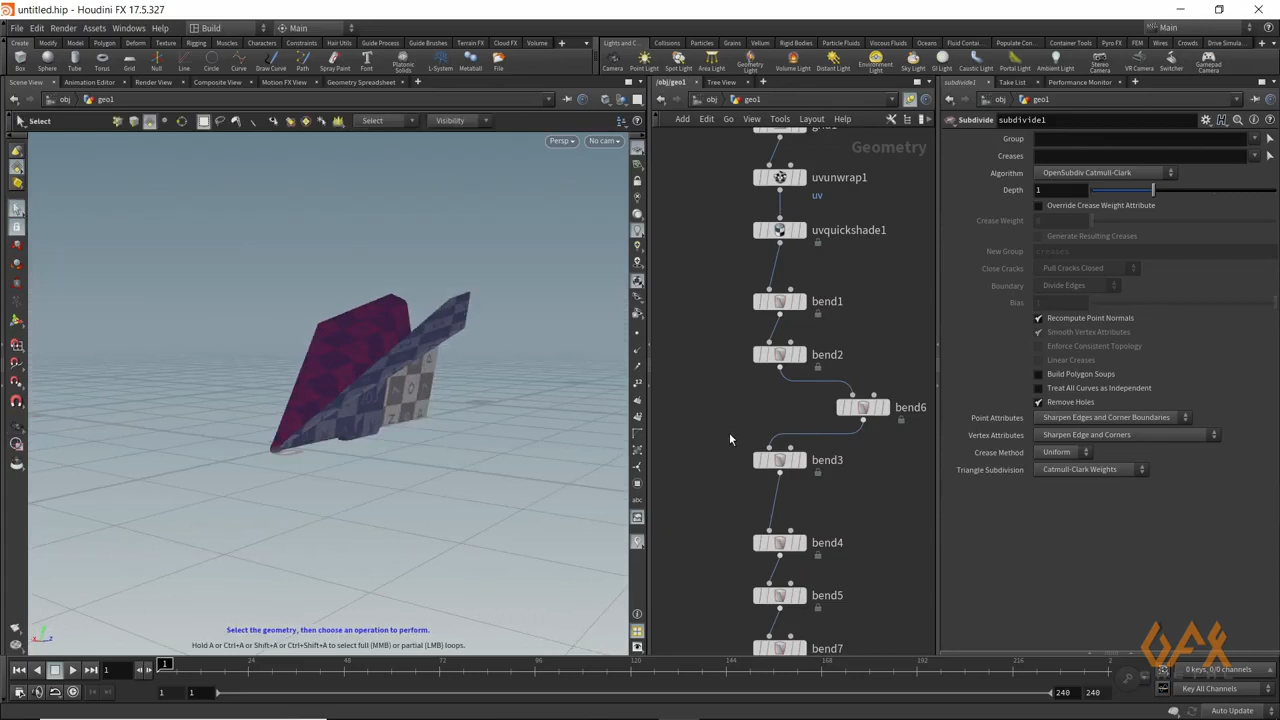 untitled.hip - Houdini FX 17.5.327
File Edit Render Assets Windows Help Build Main Main
Create Modify Model Polygon Deform Texture Rigging Muscles Characters Constraints Hair Utils Guide Process Guide Brushes Terrain FX Cloud FX Volume
Lights and C... Collisions Particles Grains Vellum Rigid Bodies Particle Fluids Viscous Fluids Oceans Fluid Contai... Populate Con... Container Tools Pyro FX FEM Wires Crowds Drive Simula...
Box Sphere Tube Torus Grid Null Line Circle Curve Draw Curve Path Spray Paint Font Platonic Solids L-System Metaball File
Camera Point Light Spot Light Area Light Geometry Light Volume Light Distant Light Environment Light Sky Light GI Light Caustic Light Portal Light Ambient Light Stereo Camera VR Camera Switcher Gamepad Camera
Scene View Animation Editor Render View Composite View Motion FX View Geometry Spreadsheet
/obj/geo1 Tree View
subdivide1 Take List Performance Monitor
obj geo1
obj geo1
obj geo1
Select Select Visibility
Add Edit Go View Tools Layout Help
Subdivide subdivide1
Persp No cam
Geometry
uvunwrap1
uv
uvquickshade1
bend1
bend2
bend6
bend3
bend4
bend5
bend7
Group
Creases
Algorithm OpenSubdiv Catmull-Clark
Depth 1
Override Crease Weight Attribute
Crease Weight 0
Generate Resulting Creases
New Group creases
Close Cracks Pull Cracks Closed
Boundary Divide Edges
Bias 1
Recompute Point Normals
Smooth Vertex Attributes
Enforce Consistent Topology
Linear Creases
Build Polygon Soups
Treat All Curves as Independent
Remove Holes
Point Attributes Sharpen Edges and Corner Boundaries
Vertex Attributes Sharpen Edge and Corners
Crease Method Uniform
Triangle Subdivision Catmull-Clark Weights
abc
Select the geometry, then choose an operation to perform.
Hold A or Ctrl+A or Shift+A or Ctrl+Shift+A to select full (MMB) or partial (LMB) loops.
1 1 24 48 72 96 120 144 168 192 216 2
0 keys, 0/0 channels
1 1 240 240
Key All Channels
Auto Update